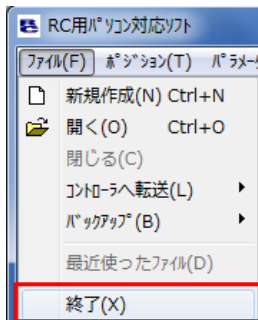 RC用ﾊﾟｿｺﾝ対応ｿﾌﾄ
ﾌｧｲﾙ(F) ﾎﾟｼﾞｼｮﾝ(T) ﾊﾟﾗﾒｰ
新規作成(N) Ctrl+N
開く(O) Ctrl+O
閉じる(C)
ｺﾝﾄﾛｰﾗへ転送(L)
ﾊﾞｯｸｱｯﾌﾟ(B)
最近使ったﾌｧｲﾙ(D)
終了(X)